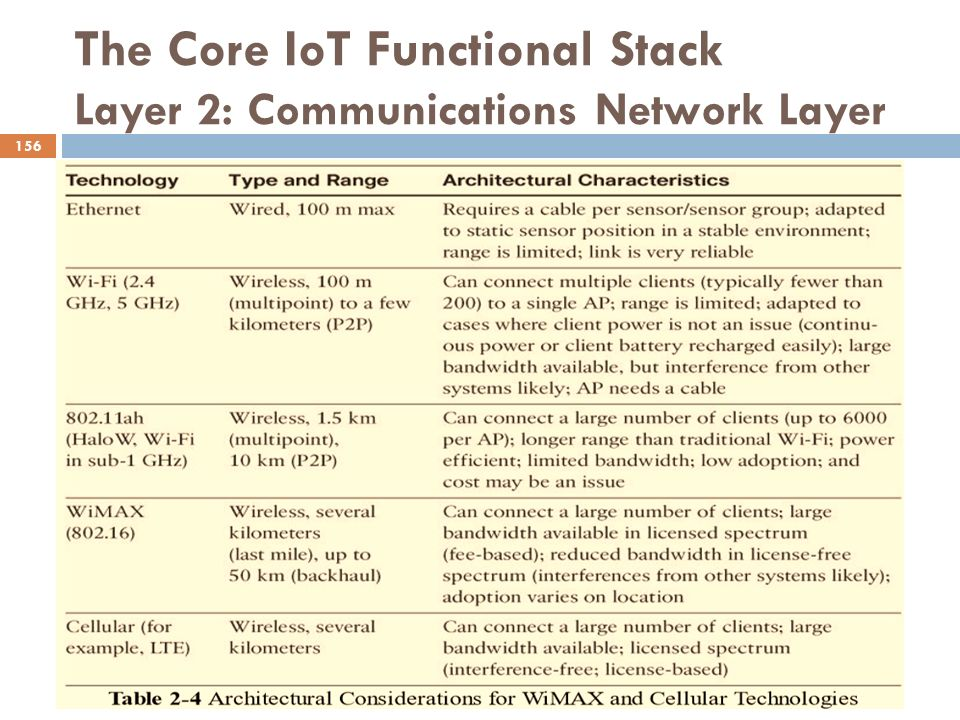 The Core IoT Functional Stack
Layer 2: Communications Network Layer
156
Technology Type and Range Architectural Characteristics
Ethernet Wired, 100 m max Requires a cable per sensor/sensor group; adapted
to static sensor position in a stable environment;
range is limited; link is very reliable
Wi-Fi (2.4 Wireless, 100 m Can connect multiple clients (typically fewer than
GHz, 5 GHz) (multipoint) to a few 200) to a single AP; range is limited; adapted to
kilometers (P2P) cases where client power is not an issue (continu-
ous power or client battery recharged easily); large
bandwidth available, but interference from other
systems likely; AP needs a cable
802.11ah Wireless, 1.5 km Can connect a large number of clients (up to 6000
(HaloW, Wi-Fi (multipoint), per AP); longer range than traditional Wi-Fi; power
in sub-1 GHz) 10 km (P2P) efficient; limited bandwidth; low adoption; and
cost may be an issue
WiMAX Wireless, several Can connect a large number of clients; large
(802.16) kilometers bandwidth available in licensed spectrum
(last mile), up to (fee-based); reduced bandwidth in license-free
50 km (backhaul) spectrum (interferences from other systems likely);
adoption varies on location
Cellular (for Wireless, several Can connect a large number of clients; large
example, LTE) kilometers bandwidth available; licensed spectrum
(interference-free; license-based)
Table 2-4 Architectural Considerations for WiMAX and Cellular Technologies